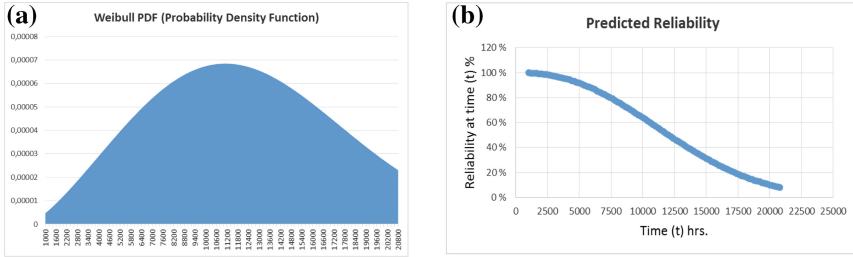 (a)
Weibull PDF (Probability Density Function)
0,00008
0,00007
0,00006
0,00005
0,00004
0,00003
0,00002
0,00001
0
1000 1600 2200 2800 3400 4000 4600 5200 5800 6400 7000 7600 8200 8800 9400 10000 10600 11200 11800 12400 13000 13600 14200 14800 15400 16000 16600 17200 17800 18400 19000 19600 20200 20800
(b)
Predicted Reliability
Reliability at time (t) %
120 %
100 %
80 %
60 %
40 %
20 %
0 %
0 2500 5000 7500 10000 12500 15000 17500 20000 22500 25000
Time (t) hrs.